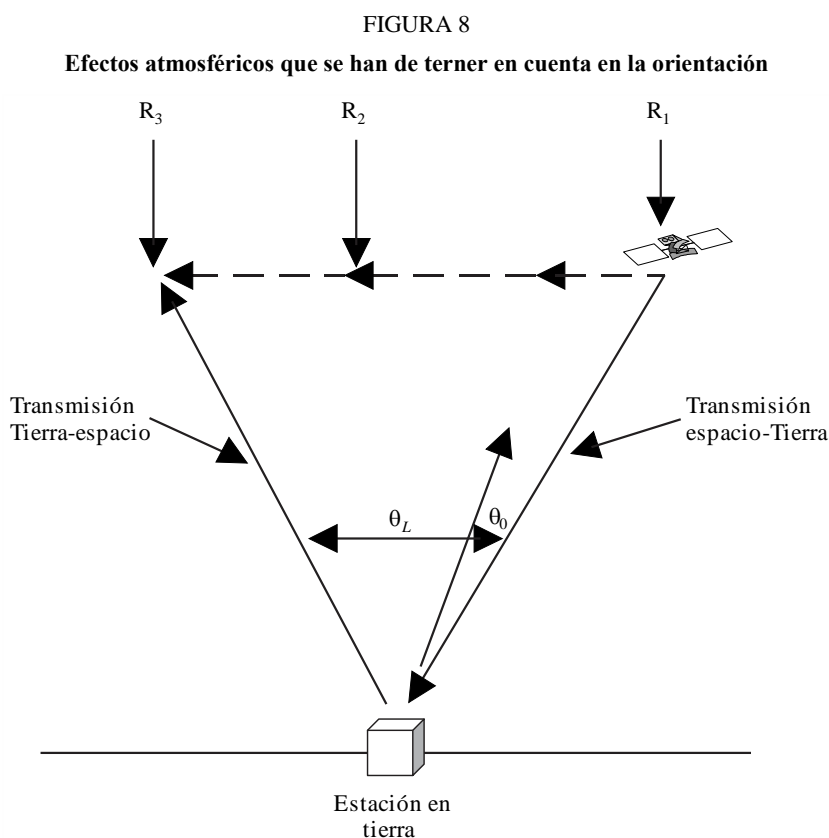 FIGURA 8
Efectos atmosféricos que se han de terner en cuenta en la orientación
R3 R2 R1
Transmisión
Tierra-espacio
Transmisión
espacio-Tierra
θL θ0
Estación en
tierra